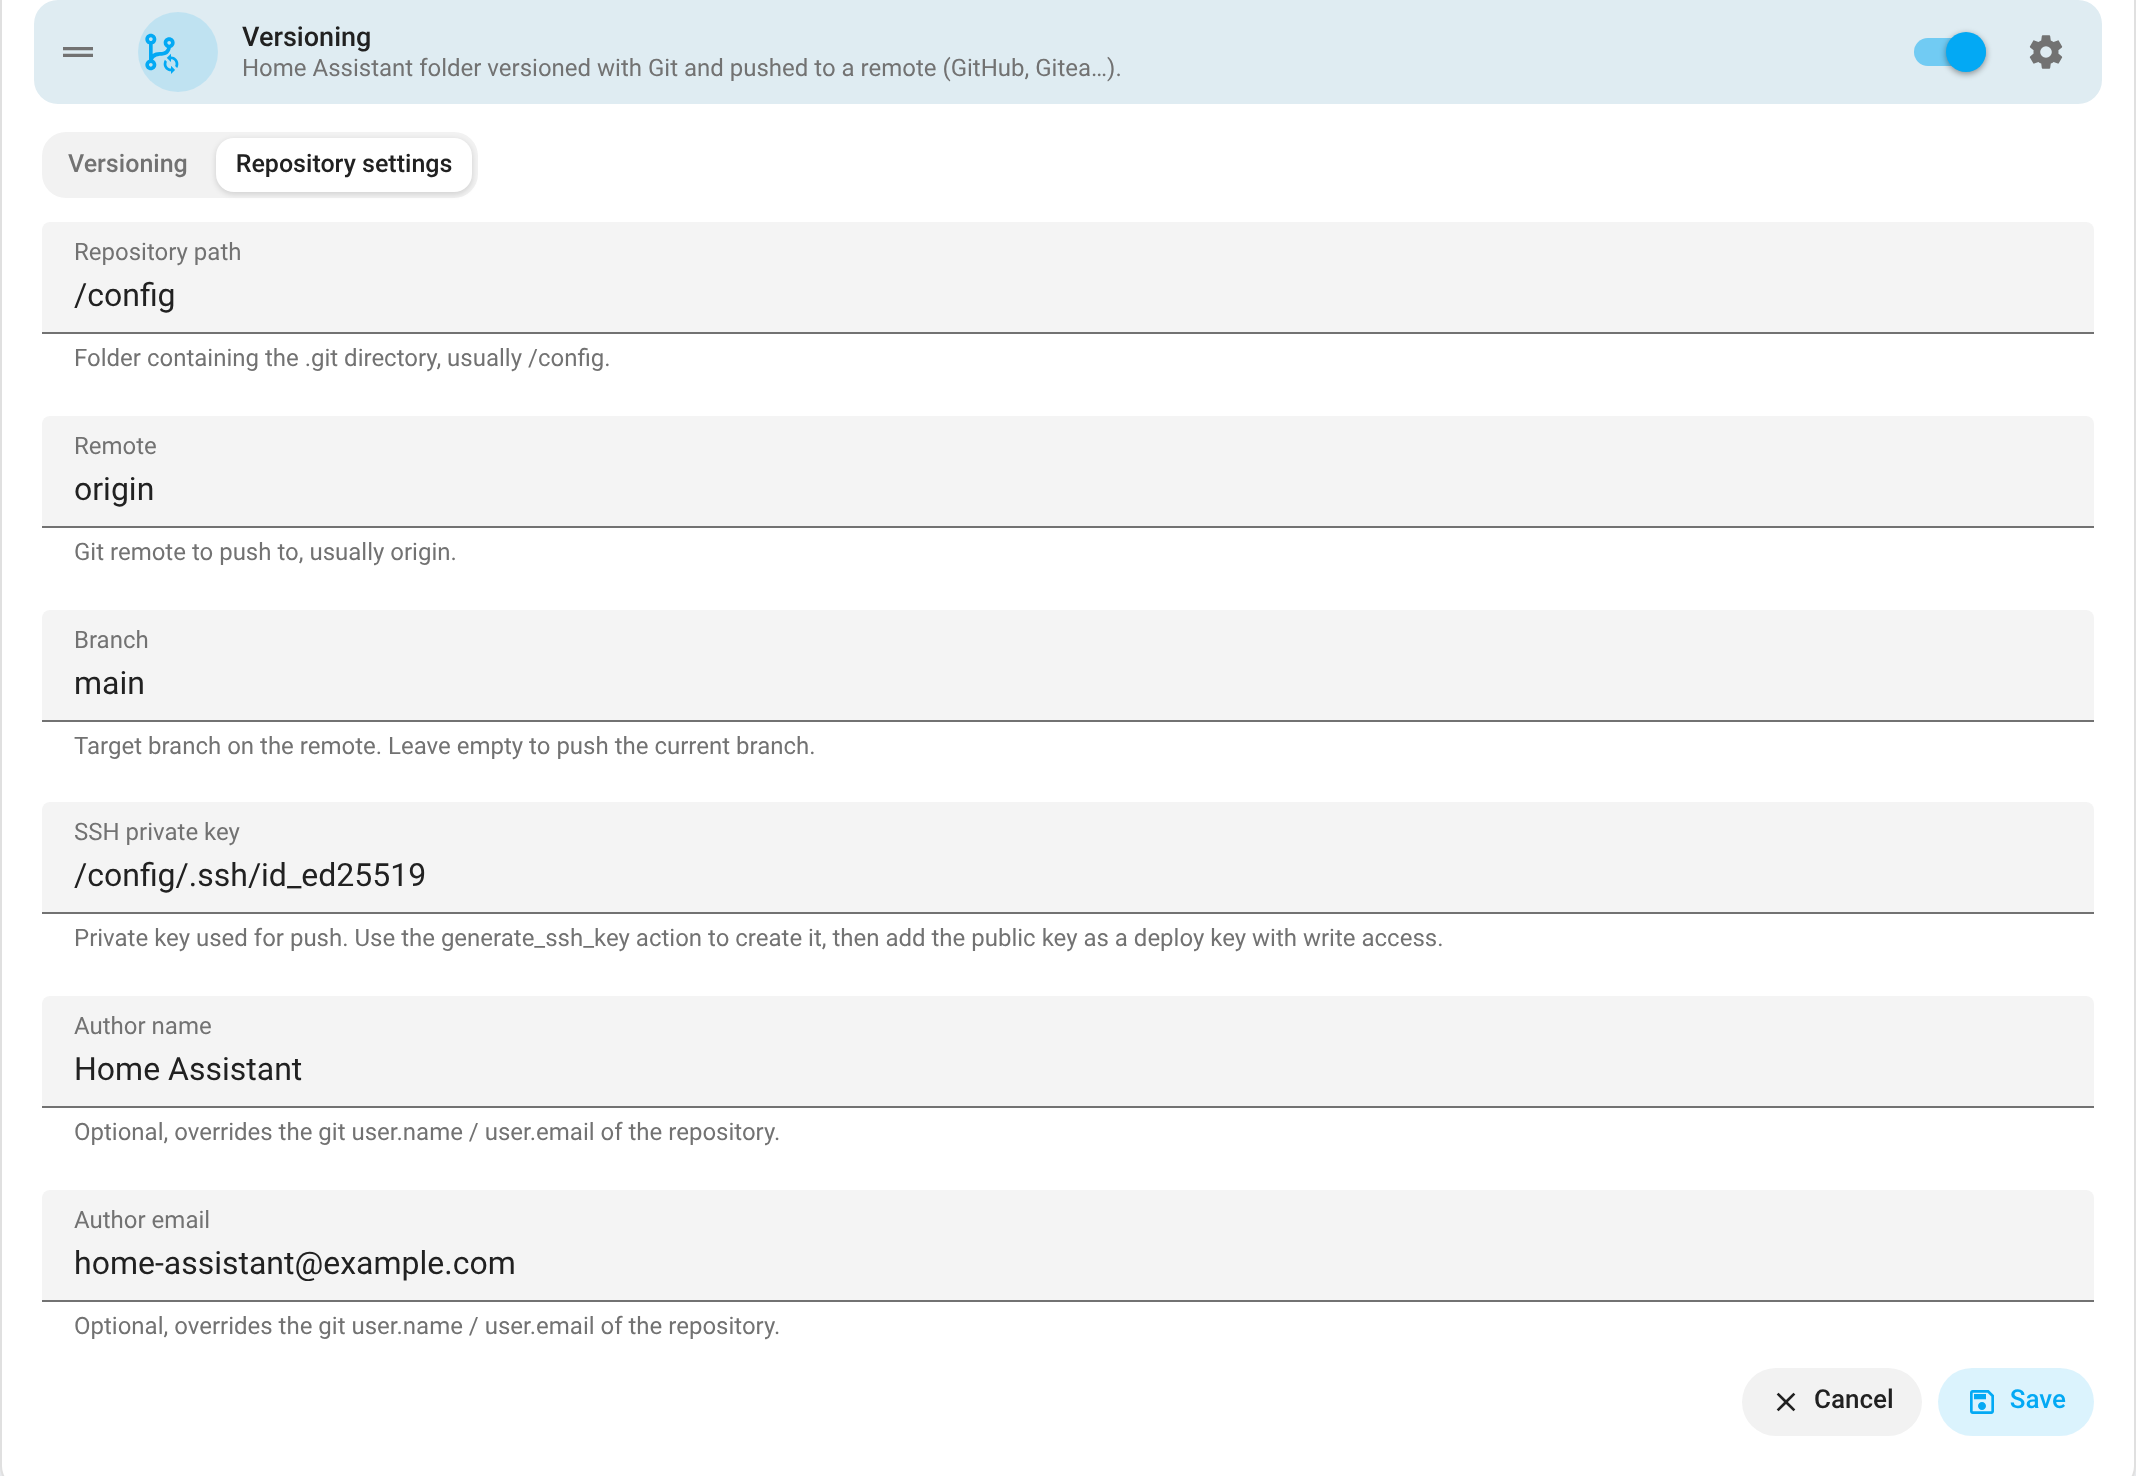 Versioning
Home Assistant folder versioned with Git and pushed to a remote (GitHub, Gitea...).
Versioning
Repository settings
Repository path
/config
Folder containing the .git directory, usually /config.
Remote
origin
Git remote to push to, usually origin.
Branch
main
Target branch on the remote. Leave empty to push the current branch.
SSH private key
/config/.ssh/id_ed25519
Private key used for push. Use the generate_ssh_key action to create it, then add the public key as a deploy key with write access.
Author name
Home Assistant
Optional, overrides the git user.name / user.email of the repository.
Author email
home-assistant@example.com
Optional, overrides the git user.name / user.email of the repository.
Cancel
Save